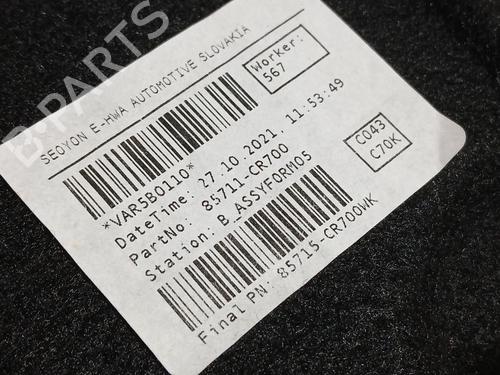 SEOYON E-HWA AUTOMOTIVE SLOVAKIA
Worker:
567
*VAR5B0110*
DateTime: 27.10.2021, 11:53:49
PartNo: 85711-CR700
Station: B_ASSYFORM05
C043
C70K
Final PN: 85715-CR700WK
B-PARTS